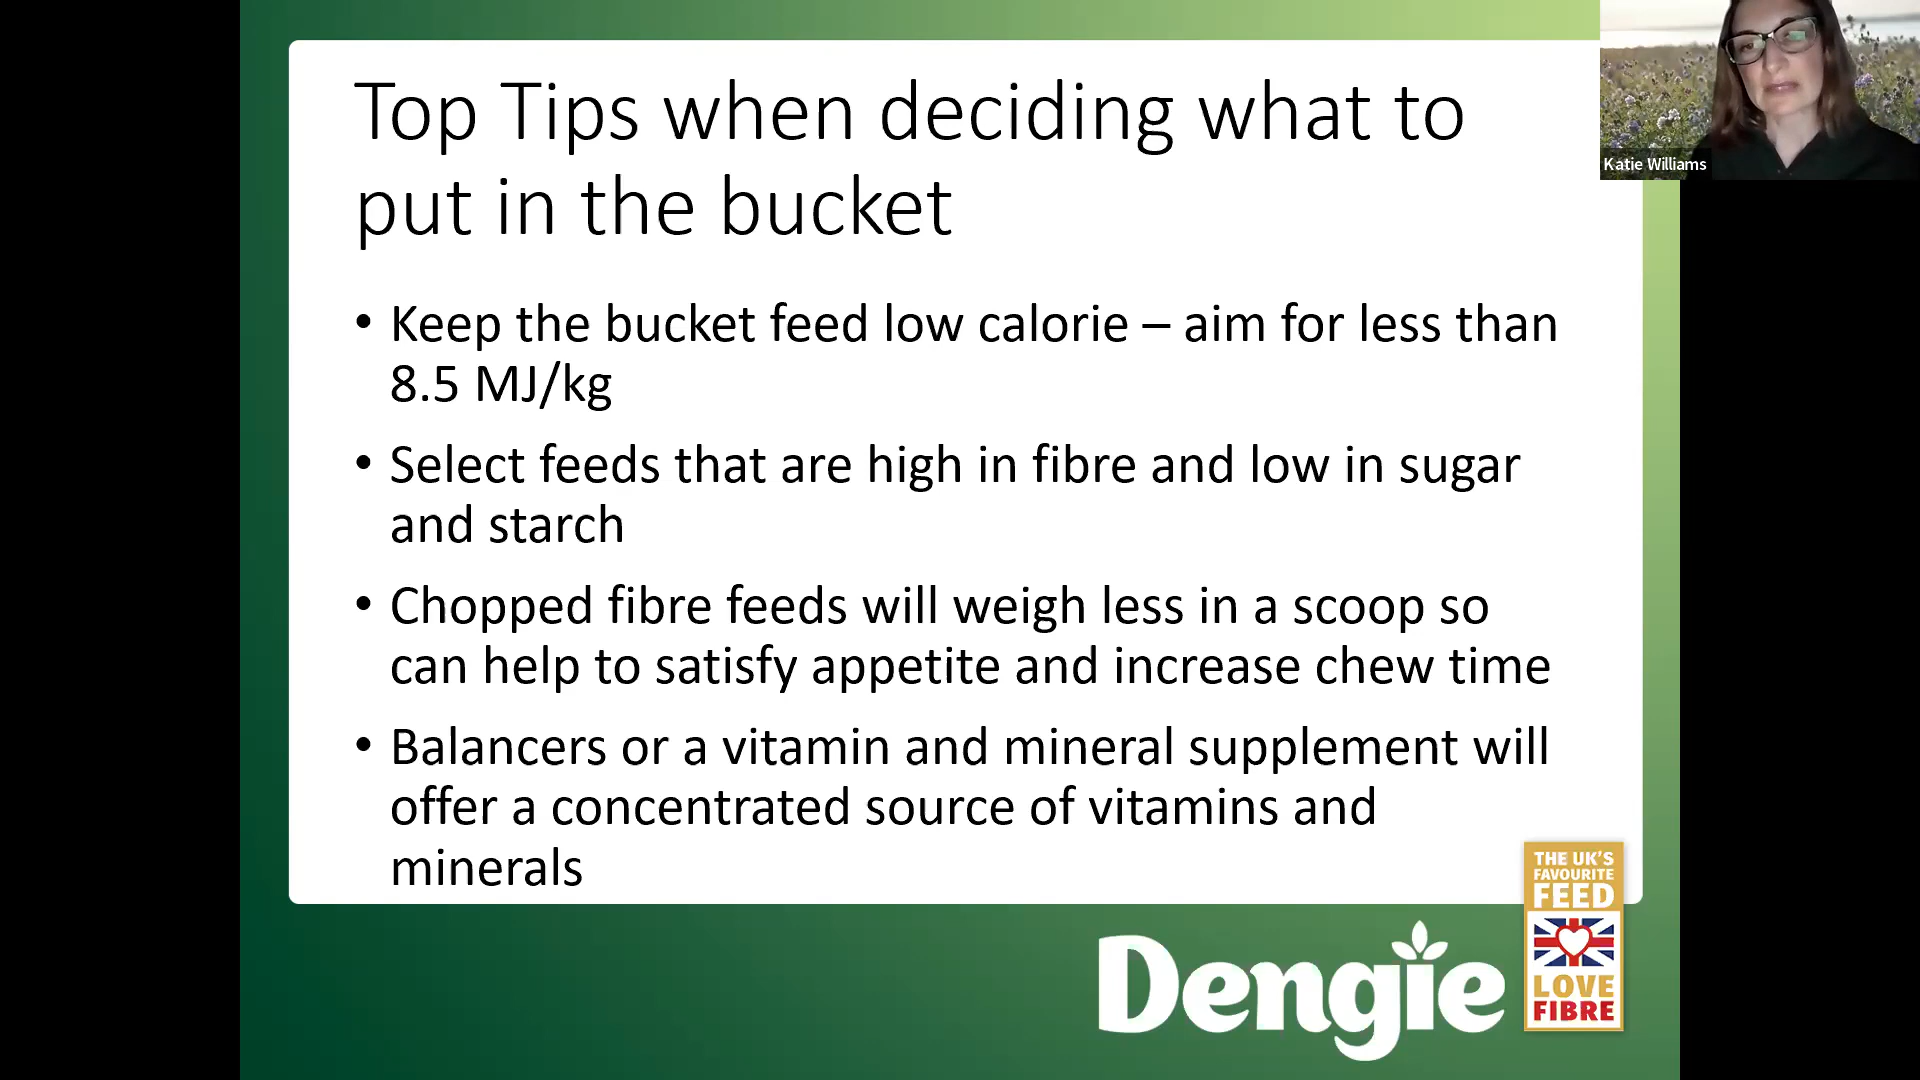 Top Tips when deciding what to
put in the bucket
• Keep the bucket feed low calorie – aim for less than
8.5 MJ/kg
• Select feeds that are high in fibre and low in sugar
and starch
• Chopped fibre feeds will weigh less in a scoop so
can help to satisfy appetite and increase chew time
• Balancers or a vitamin and mineral supplement will
offer a concentrated source of vitamins and
minerals
Katie Williams
Dengie
THE UK'S
FAVOURITE
FEED
LOVE
FIBRE